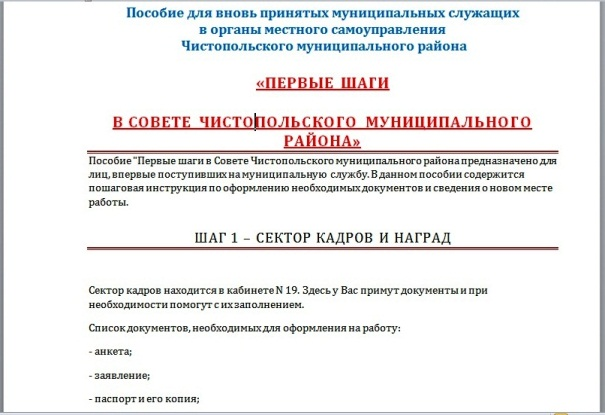 Пособие для вновь принятых муниципальных служащих
в органы местного самоуправления
Чистопольского муниципального района
«ПЕРВЫЕ ШАГИ
В СОВЕТЕ ЧИСТОПОЛЬСКОГО МУНИЦИПАЛЬНОГО
РАЙОНА»
Пособие "Первые шаги в Совете Чистопольского муниципального района предназначено для
лиц, впервые поступивших на муниципальную службу. В данном пособии содержится
пошаговая инструкция по оформлению необходимых документов и сведения о новом месте
работы.
ШАГ 1 – СЕКТОР КАДРОВ И НАГРАД
Сектор кадров находится в кабинете N 19. Здесь у Вас примут документы и при
необходимости помогут с их заполнением.
Список документов, необходимых для оформления на работу:
- анкета;
- заявление;
- паспорт и его копия;